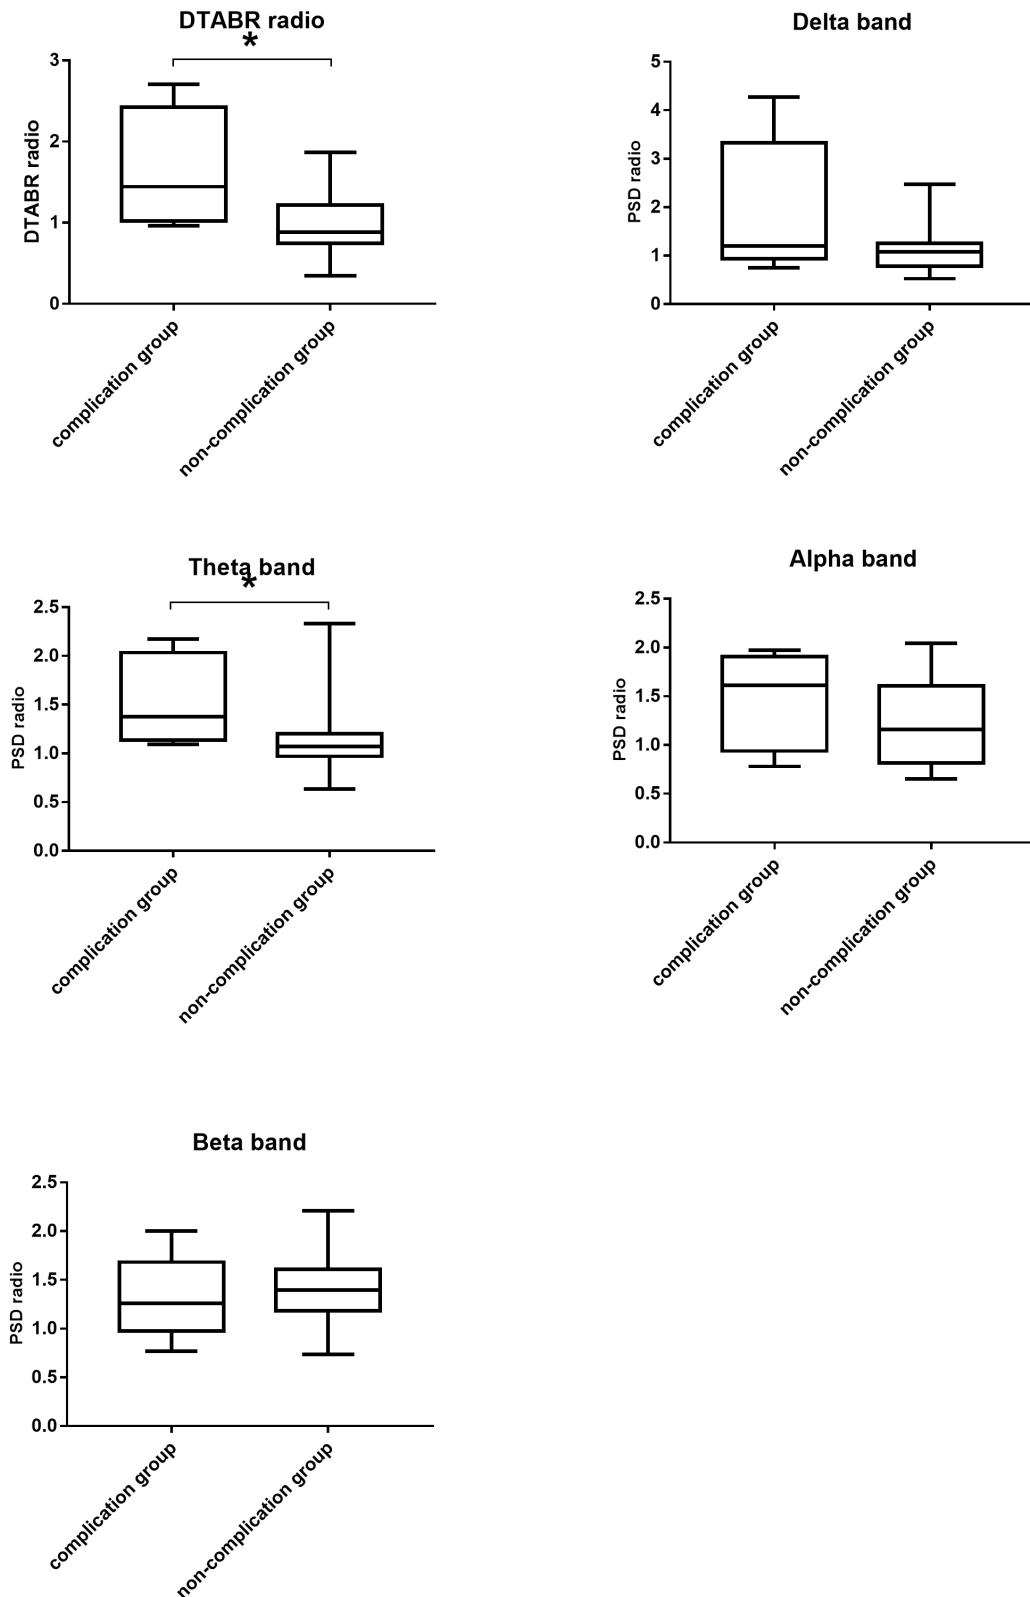 DTABR radio
*
3
2
1
0
DTABR radio
complication group
non-complication group
Delta band
5
4
3
2
1
0
PSD radio
complication group
non-complication group
Theta band
*
2.5
2.0
1.5
1.0
0.5
0.0
PSD radio
complication group
non-complication group
Alpha band
2.5
2.0
1.5
1.0
0.5
0.0
PSD radio
complication group
non-complication group
Beta band
2.5
2.0
1.5
1.0
0.5
0.0
PSD radio
complication group
non-complication group